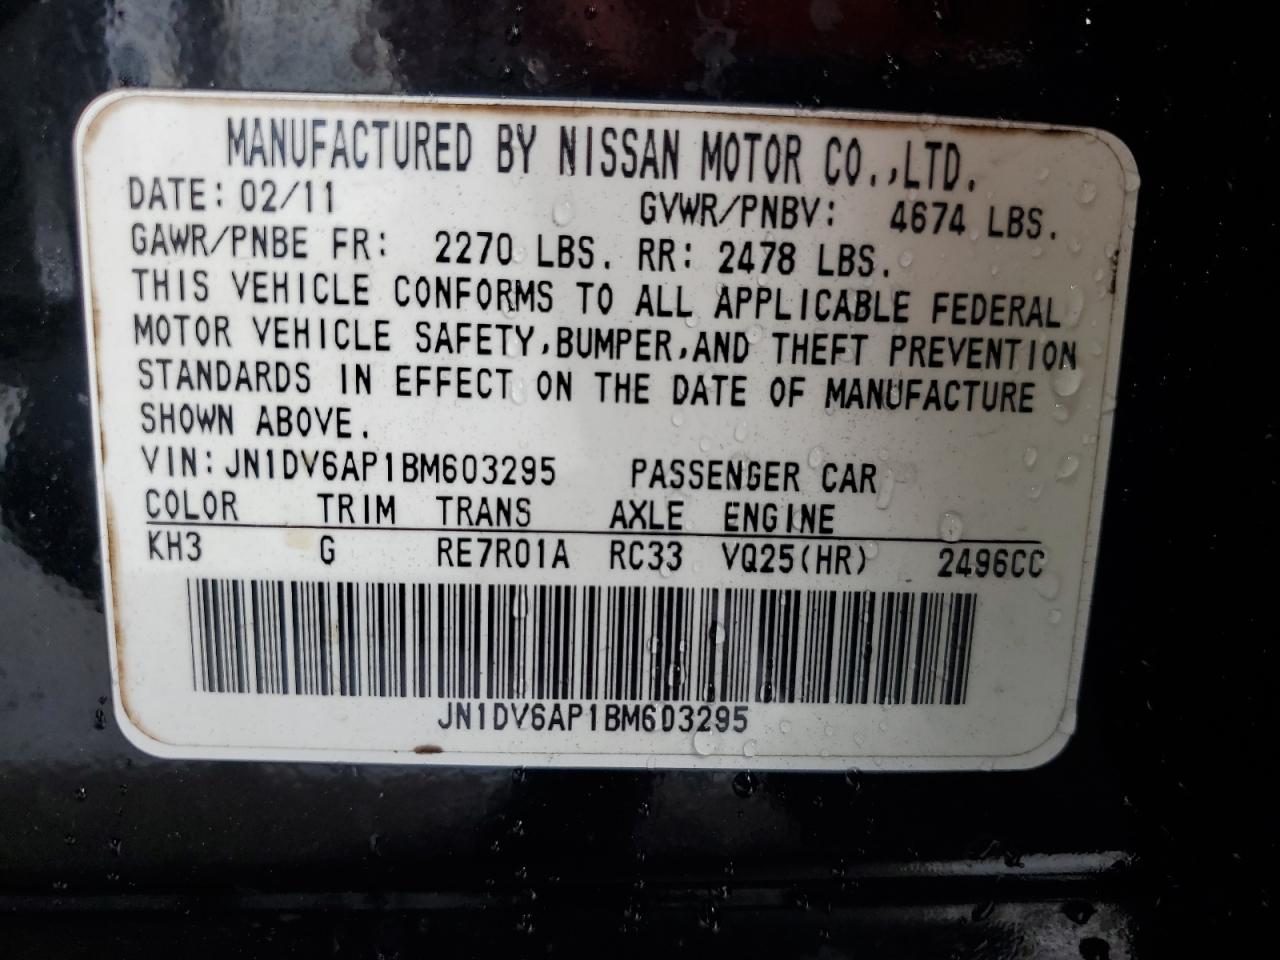 MANUFACTURED BY NISSAN MOTOR CO.,LTD.
DATE: 02/11 GVWR/PNBV: 4674 LBS.
GAWR/PNBE FR: 2270 LBS. RR: 2478 LBS.
THIS VEHICLE CONFORMS TO ALL APPLICABLE FEDERAL
MOTOR VEHICLE SAFETY,BUMPER,AND THEFT PREVENTION
STANDARDS IN EFFECT ON THE DATE OF MANUFACTURE
SHOWN ABOVE.
VIN: JN1DV6AP1BM603295 PASSENGER CAR
COLOR TRIM TRANS AXLE ENGINE
KH3 G RE7R01A RC33 VQ25(HR) 2496CC
JN1DV6AP1BM603295